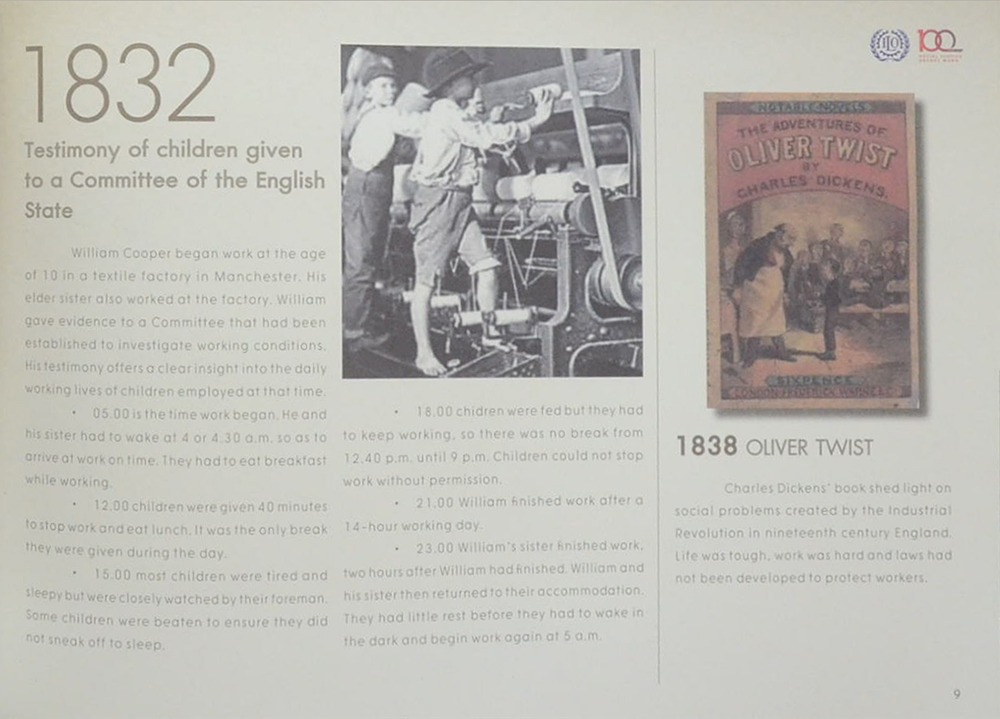 1832
Testimony of children given
to a Committee of the English
State
William Cooper began work at the age
of 10 in a textile factory in Manchester. His
elder sister also worked at the factory. William
gave evidence to a Committee that had been
established to investigate working conditions.
His testimony offers a clear insight into the daily
working lives of children employed at that time.
• 05.00 is the time work began. He and
his sister had to wake at 4 or 4.30 a.m. so as to
arrive at work on time. They had to eat breakfast
while working.
• 12.00 children were given 40 minutes
to stop work and eat lunch. It was the only break
they were given during the day.
• 15.00 most children were tired and
sleepy but were closely watched by their foreman.
Some children were beaten to ensure they did
not sneak off to sleep.
• 18.00 chidren were fed but they had
to keep working, so there was no break from
12.40 p.m. until 9 p.m. Children could not stop
work without permission.
• 21.00 William finished work after a
14-hour working day.
• 23.00 William's sister finished work,
two hours after William had finished. William and
his sister then returned to their accommodation.
They had little rest before they had to wake in
the dark and begin work again at 5 a.m.
ILO 100
NOTABLE NOVELS
THE ADVENTURES OF
OLIVER TWIST
BY
CHARLES DICKENS.
SIXPENCE
LONDON FREDERICK WARNE & Co
1838 OLIVER TWIST
Charles Dickens' book shed light on
social problems created by the Industrial
Revolution in nineteenth century England.
Life was tough, work was hard and laws had
not been developed to protect workers.
9